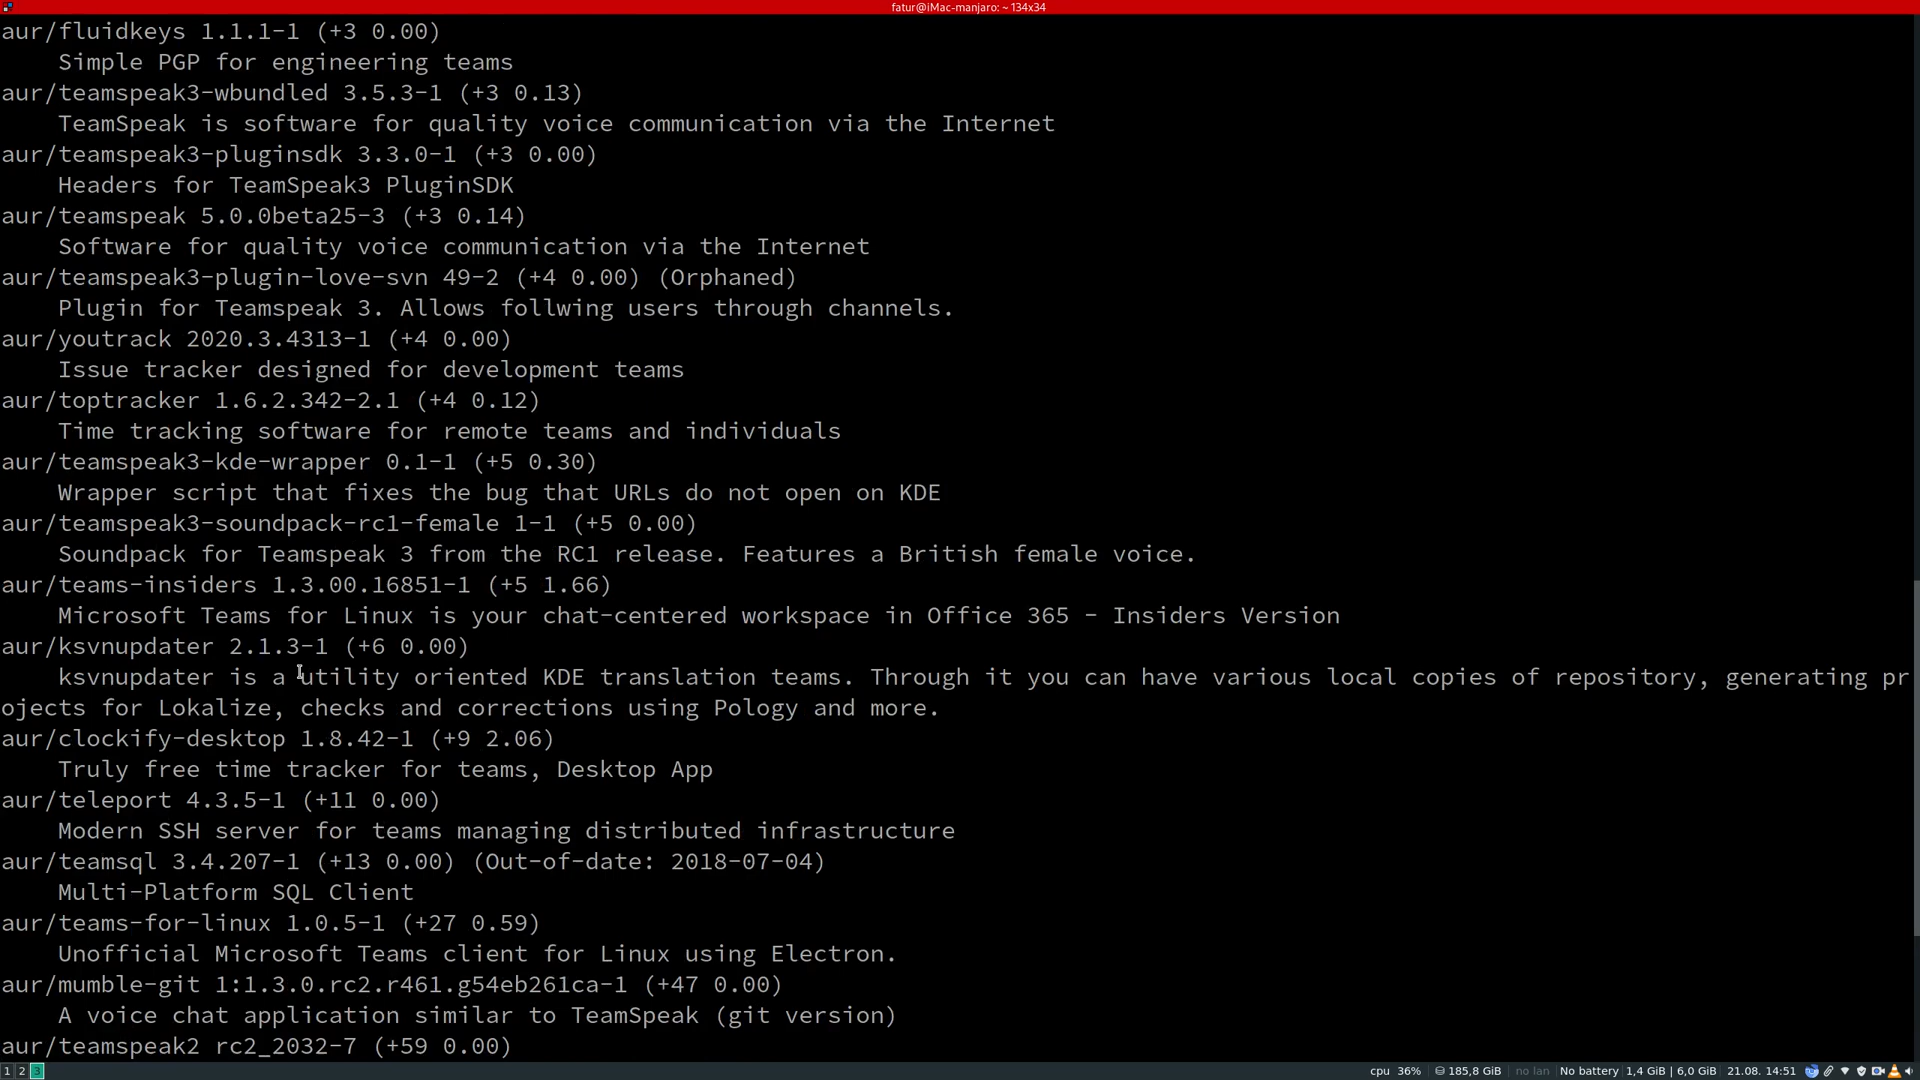 fatur@iMac-manjaro: ~ 134x34
aur/fluidkeys 1.1.1-1 (+3 0.00)
Simple PGP for engineering teams
aur/teamspeak3-wbundled 3.5.3-1 (+3 0.13)
TeamSpeak is software for quality voice communication via the Internet
aur/teamspeak3-pluginsdk 3.3.0-1 (+3 0.00)
Headers for TeamSpeak3 PluginSDK
aur/teamspeak 5.0.0beta25-3 (+3 0.14)
Software for quality voice communication via the Internet
aur/teamspeak3-plugin-love-svn 49-2 (+4 0.00) (Orphaned)
Plugin for Teamspeak 3. Allows follwing users through channels.
aur/youtrack 2020.3.4313-1 (+4 0.00)
Issue tracker designed for development teams
aur/toptracker 1.6.2.342-2.1 (+4 0.12)
Time tracking software for remote teams and individuals
aur/teamspeak3-kde-wrapper 0.1-1 (+5 0.30)
Wrapper script that fixes the bug that URLs do not open on KDE
aur/teamspeak3-soundpack-rc1-female 1-1 (+5 0.00)
Soundpack for Teamspeak 3 from the RC1 release. Features a British female voice.
aur/teams-insiders 1.3.00.16851-1 (+5 1.66)
Microsoft Teams for Linux is your chat-centered workspace in Office 365 - Insiders Version
aur/ksvnupdater 2.1.3-1 (+6 0.00)
ksvnupdater is a utility oriented KDE translation teams. Through it you can have various local copies of repository, generating pr
ojects for Lokalize, checks and corrections using Pology and more.
aur/clockify-desktop 1.8.42-1 (+9 2.06)
Truly free time tracker for teams, Desktop App
aur/teleport 4.3.5-1 (+11 0.00)
Modern SSH server for teams managing distributed infrastructure
aur/teamsql 3.4.207-1 (+13 0.00) (Out-of-date: 2018-07-04)
Multi-Platform SQL Client
aur/teams-for-linux 1.0.5-1 (+27 0.59)
Unofficial Microsoft Teams client for Linux using Electron.
aur/mumble-git 1:1.3.0.rc2.r461.g54eb261ca-1 (+47 0.00)
A voice chat application similar to TeamSpeak (git version)
aur/teamspeak2 rc2_2032-7 (+59 0.00)
1 2 3 cpu 36% 185,8 GiB no lan No battery 1,4 GiB | 6,0 GiB 21.08. 14:51